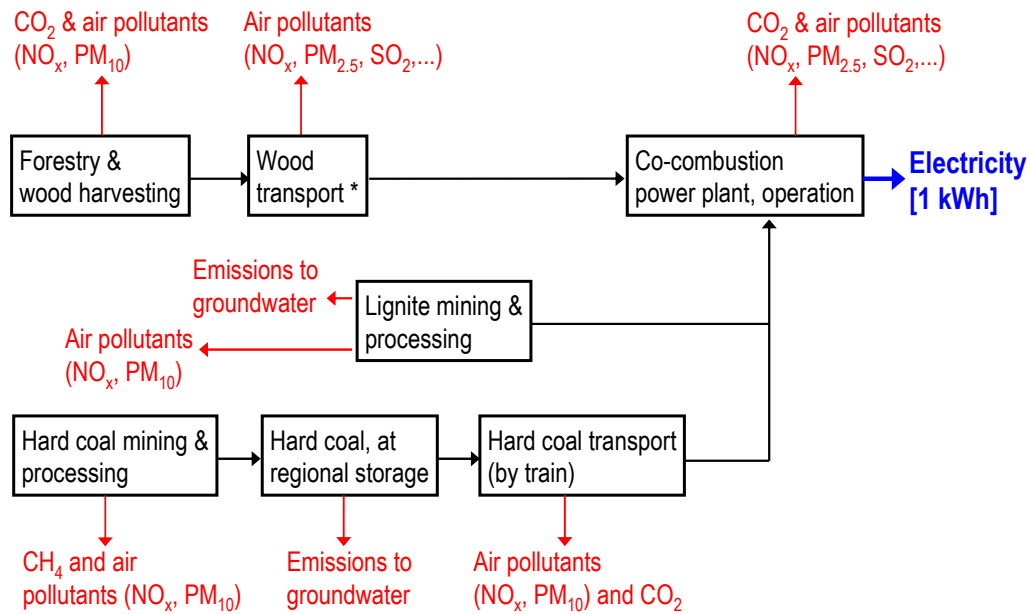 CO₂ & air pollutants
(NOₓ, PM₁₀)
Air pollutants
(NOₓ, PM₂.₅, SO₂,...)
CO₂ & air pollutants
(NOₓ, PM₂.₅, SO₂,...)
Forestry &
wood harvesting
Wood
transport *
Co-combustion
power plant, operation
Electricity
[1 kWh]
Emissions to
groundwater
Lignite mining &
processing
Air pollutants
(NOₓ, PM₁₀)
Hard coal mining &
processing
Hard coal, at
regional storage
Hard coal transport
(by train)
CH₄ and air
pollutants (NOₓ, PM₁₀)
Emissions to
groundwater
Air pollutants
(NOₓ, PM₁₀) and CO₂